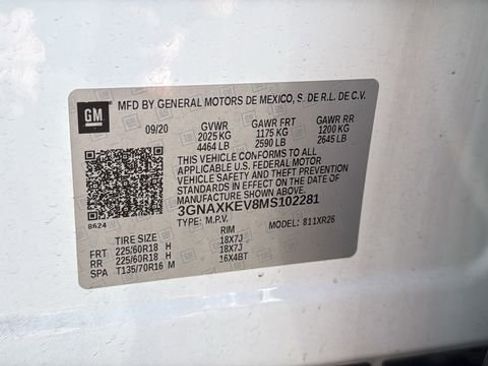 GM MFD BY GENERAL MOTORS DE MEXICO, S. DE R.L. DE C.V.
09/20 GVWR GAWR FRT GAWR RR
2025 KG 1175 KG 1200 KG
4464 LB 2590 LB 2645 LB
THIS VEHICLE CONFORMS TO ALL
APPLICABLE U.S. FEDERAL MOTOR
VEHICLE SAFETY AND THEFT PREVENTION
STANDARDS IN EFFECT ON THE DATE OF
MANUFACTURE SHOWN ABOVE.
3GNAXKEV8MS102281
8624 TYPE: M.P.V. MODEL: 811XR26
TIRE SIZE RIM
FRT 225/60R18 H 18X7J
RR 225/60R18 H 18X7J
SPA T135/70R16 M 16X4BT